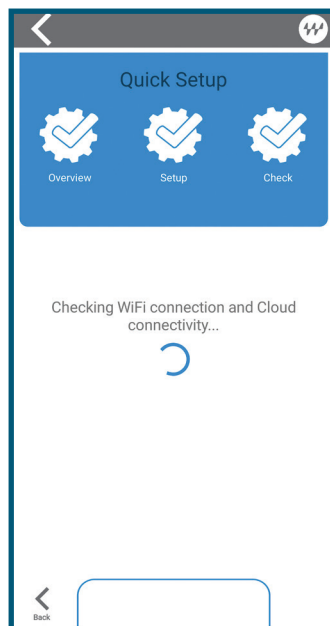 Quick Setup
Overview
Setup
Check
Checking WiFi connection and Cloud
connectivity...
Back